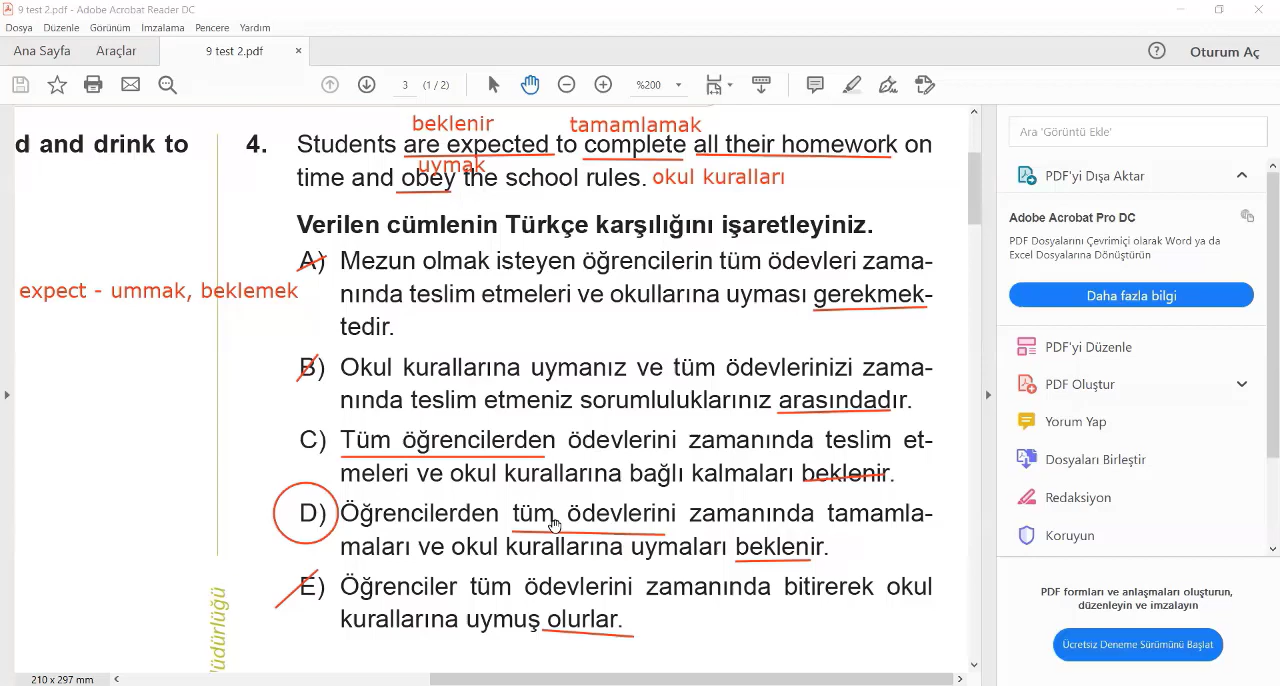 9 test 2.pdf - Adobe Acrobat Reader DC
Dosya Düzenle Görünüm İmzalama Pencere Yardım
Ana Sayfa Araçlar 9 test 2.pdf × Oturum Aç
3 (1 / 2) %200
beklenir tamamlamak
d and drink to 4. Students are expected to complete all their homework on
uymak
time and obey the school rules. okul kuralları
Verilen cümlenin Türkçe karşılığını işaretleyiniz.
A) Mezun olmak isteyen öğrencilerin tüm ödevleri zama-
expect - ummak, beklemek
nında teslim etmeleri ve okullarına uyması gerekmek-
tedir.
B) Okul kurallarına uymanız ve tüm ödevlerinizi zama-
nında teslim etmeniz sorumluluklarınız arasındadır.
C) Tüm öğrencilerden ödevlerini zamanında teslim et-
meleri ve okul kurallarına bağlı kalmaları beklenir.
D) Öğrencilerden tüm ödevlerini zamanında tamamla-
maları ve okul kurallarına uymaları beklenir.
E) Öğrenciler tüm ödevlerini zamanında bitirerek okul
kurallarına uymuş olurlar.
210 x 297 mm
Ara 'Görüntü Ekle'
PDF'yi Dışa Aktar
Adobe Acrobat Pro DC
PDF Dosyalarını Çevrimiçi olarak Word ya da
Excel Dosyalarına Dönüştürün
Daha fazla bilgi
PDF'yi Düzenle
PDF Oluştur
Yorum Yap
Dosyaları Birleştir
Redaksiyon
Koruyun
PDF formları ve anlaşmaları oluşturun,
düzenleyin ve imzalayın
Ücretsiz Deneme Sürümünü Başlat